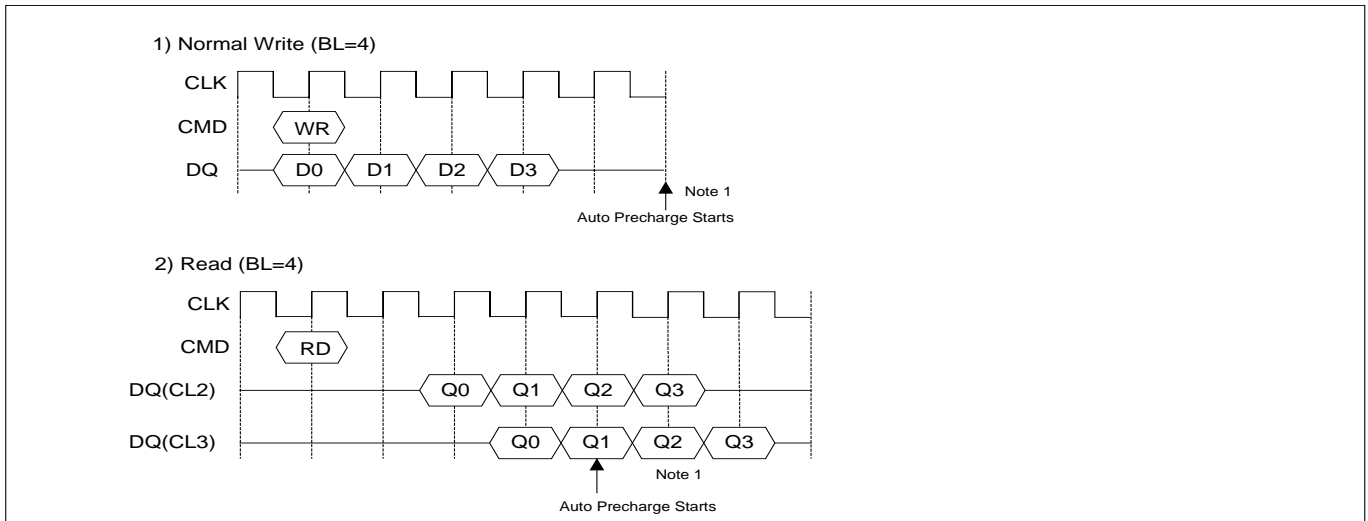 1) Normal Write (BL=4)
CLK
CMD WR
DQ D0 D1 D2 D3
Note 1
Auto Precharge Starts
2) Read (BL=4)
CLK
CMD RD
DQ(CL2) Q0 Q1 Q2 Q3
DQ(CL3) Q0 Q1 Q2 Q3
Note 1
Auto Precharge Starts